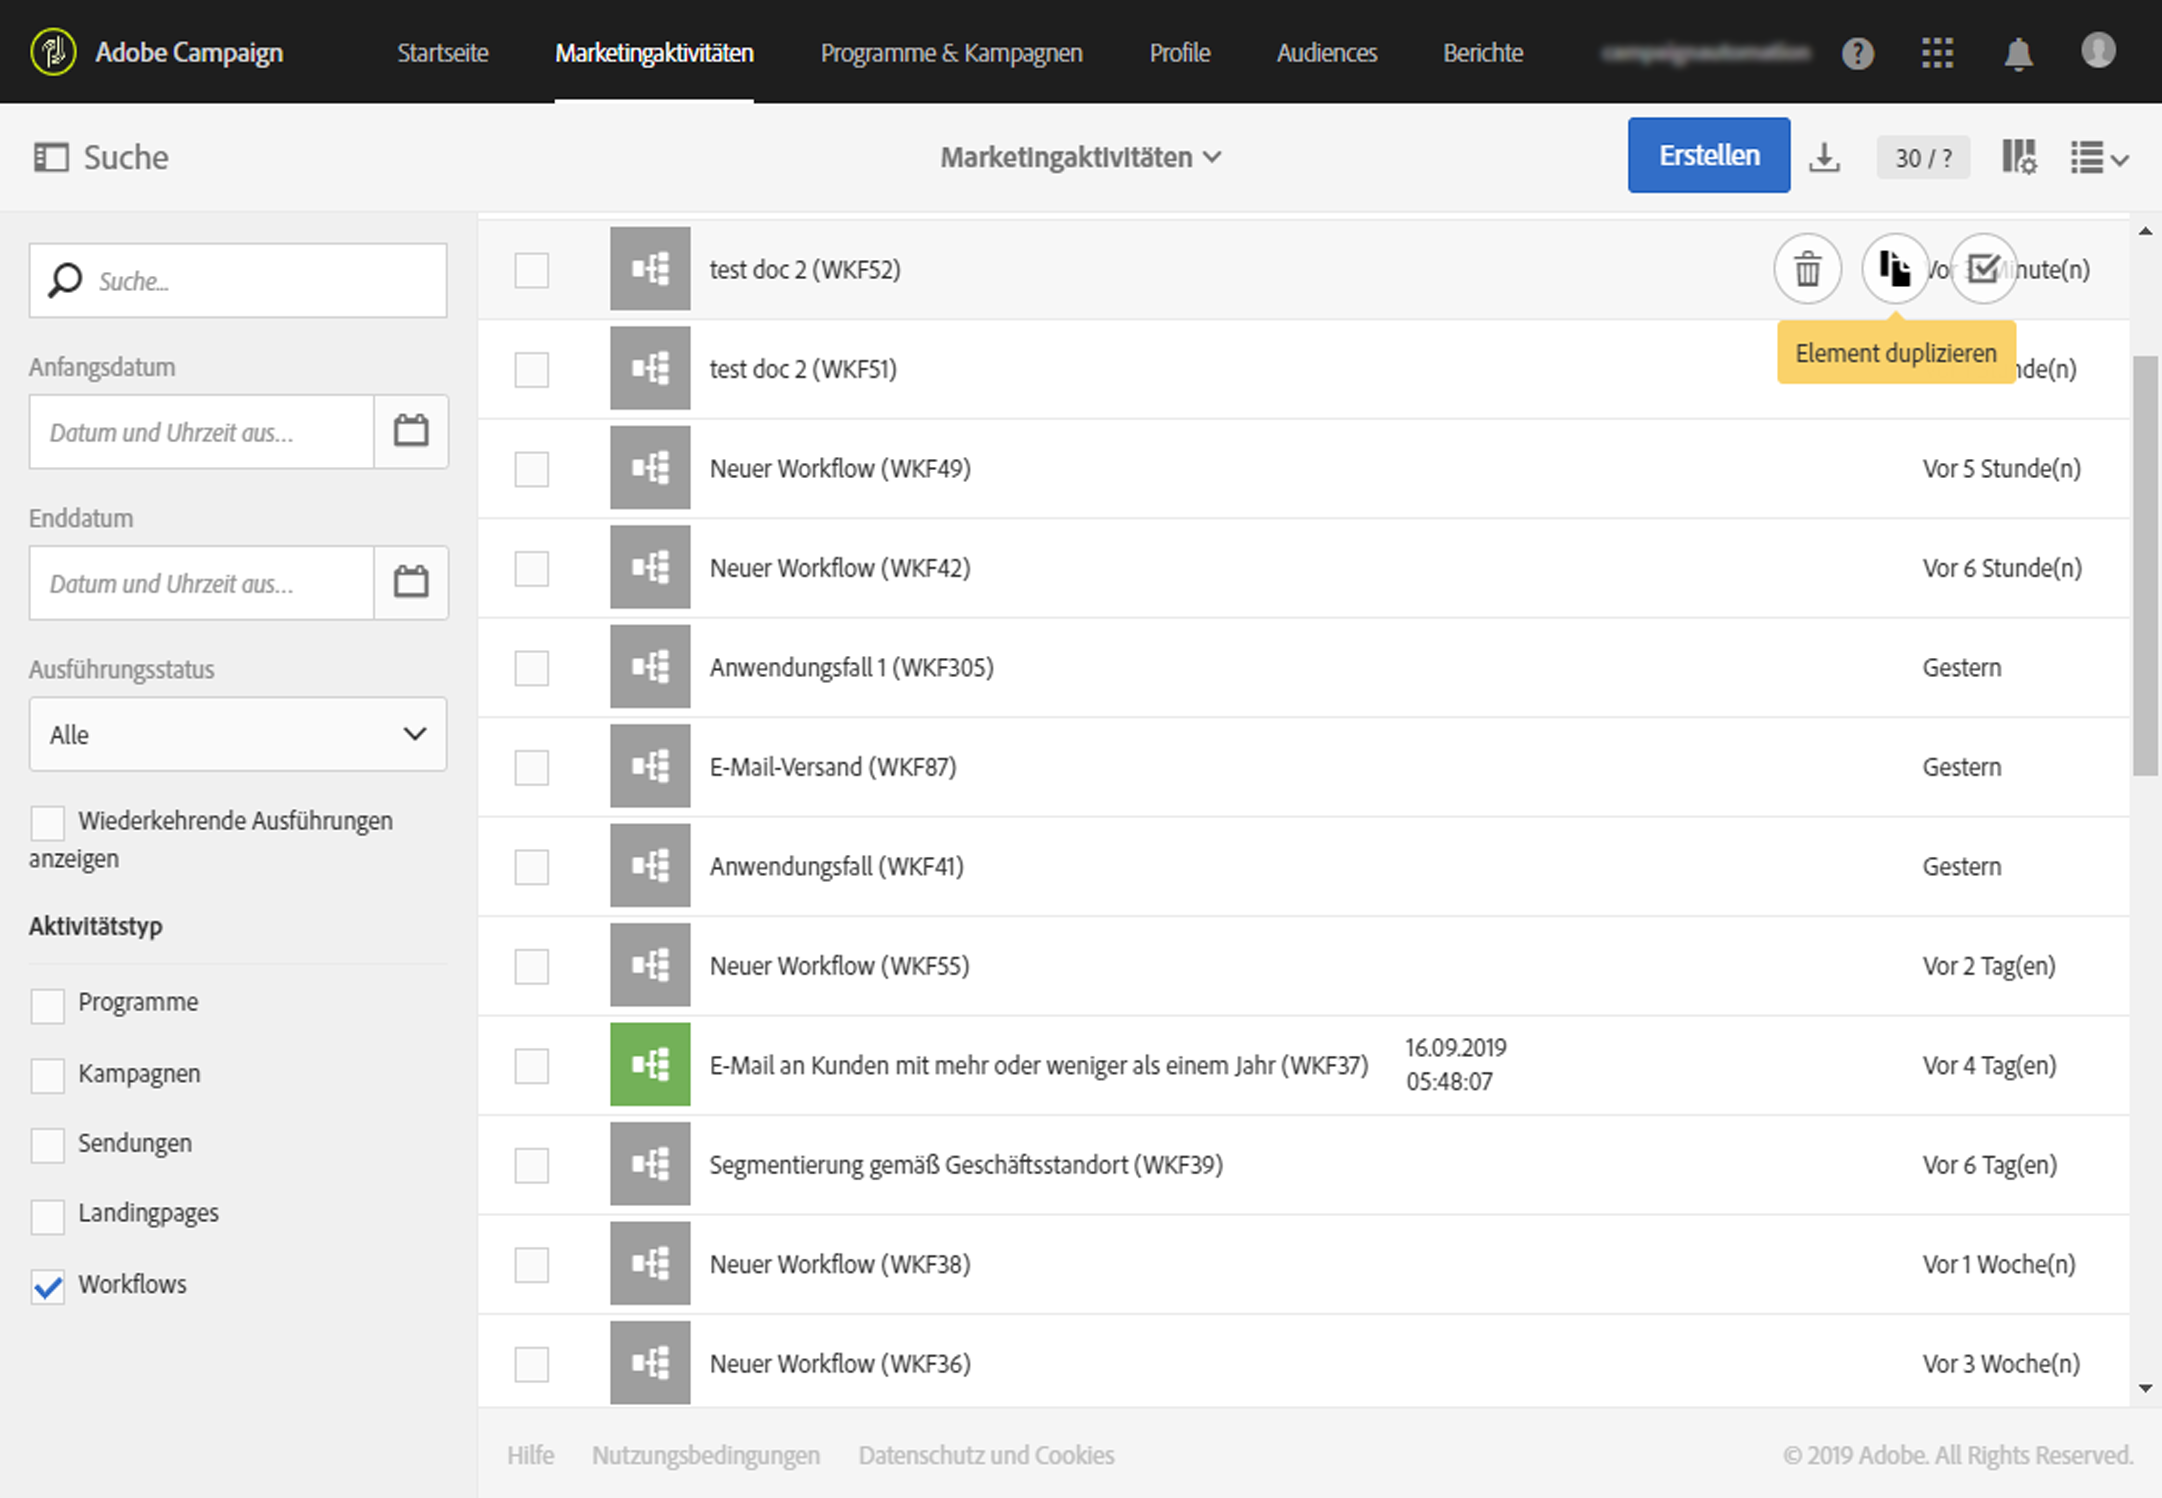 Adobe Campaign
Startseite
Marketingaktivitäten
Programme & Kampagnen
Profile
Audiences
Berichte
Suche
Marketingaktivitäten
Erstellen
30 / ?
Suche...
Anfangsdatum
Datum und Uhrzeit aus...
Enddatum
Datum und Uhrzeit aus...
Ausführungsstatus
Alle
Wiederkehrende Ausführungen
anzeigen
Aktivitätstyp
Programme
Kampagnen
Sendungen
Landingpages
Workflows
test doc 2 (WKF52)
Element duplizieren
test doc 2 (WKF51)
Neuer Workflow (WKF49) Vor 5 Stunde(n)
Neuer Workflow (WKF42) Vor 6 Stunde(n)
Anwendungsfall 1 (WKF305) Gestern
E-Mail-Versand (WKF87) Gestern
Anwendungsfall (WKF41) Gestern
Neuer Workflow (WKF55) Vor 2 Tag(en)
E-Mail an Kunden mit mehr oder weniger als einem Jahr (WKF37) 16.09.2019 Vor 4 Tag(en)
05:48:07
Segmentierung gemäß Geschäftsstandort (WKF39) Vor 6 Tag(en)
Neuer Workflow (WKF38) Vor 1 Woche(n)
Neuer Workflow (WKF36) Vor 3 Woche(n)
Hilfe
Nutzungsbedingungen
Datenschutz und Cookies
© 2019 Adobe. All Rights Reserved.